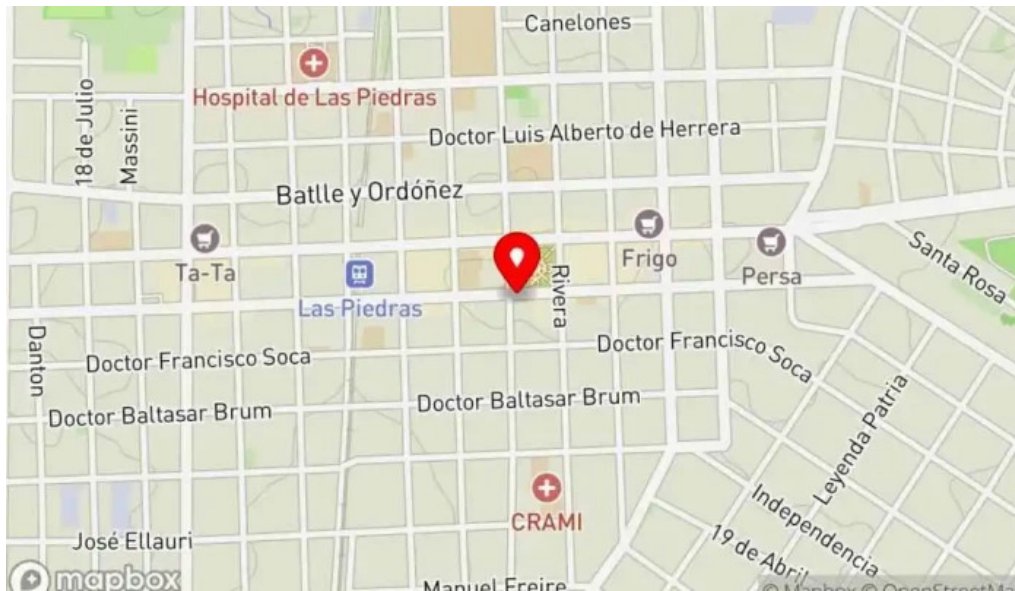 Canelones
Hospital de Las Piedras
18 de Julio
Massini
Doctor Luis Alberto de Herrera
Batlle y Ordóñez
Ta-Ta
Las Piedras
Rivera
Frigo
Persa
Santa Rosa
Danton
Doctor Francisco Soca
Doctor Francisco Soca
Doctor Baltasar Brum
Doctor Baltasar Brum
Leyenda Patria
CRAMI
Independencia
19 de Abril
José Ellauri
Manuel Freire
mapbox
© Mapbox © OpenStreetMa